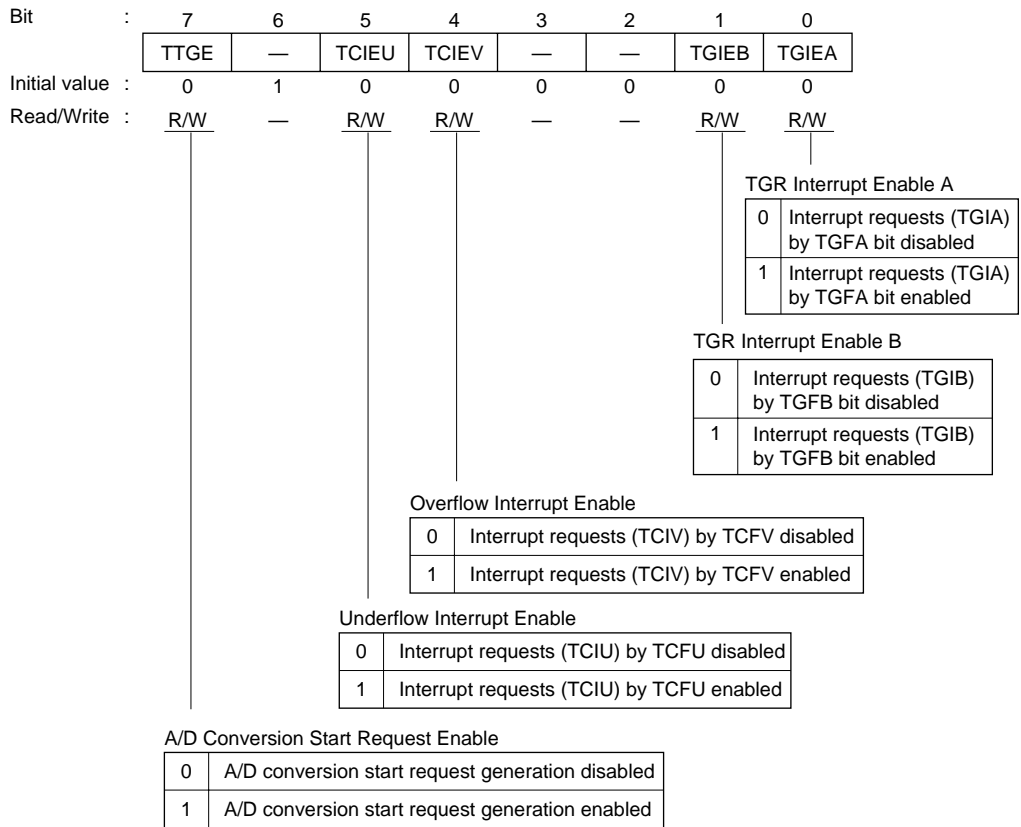 Bit : 7 6 5 4 3 2 1 0
TTGE — TCIEU TCIEV — — TGIEB TGIEA
Initial value : 0 1 0 0 0 0 0 0
Read/Write : R/W — R/W R/W — — R/W R/W
TGR Interrupt Enable A
0 Interrupt requests (TGIA)
by TGFA bit disabled
1 Interrupt requests (TGIA)
by TGFA bit enabled
TGR Interrupt Enable B
0 Interrupt requests (TGIB)
by TGFB bit disabled
1 Interrupt requests (TGIB)
by TGFB bit enabled
Overflow Interrupt Enable
0 Interrupt requests (TCIV) by TCFV disabled
1 Interrupt requests (TCIV) by TCFV enabled
Underflow Interrupt Enable
0 Interrupt requests (TCIU) by TCFU disabled
1 Interrupt requests (TCIU) by TCFU enabled
A/D Conversion Start Request Enable
0 A/D conversion start request generation disabled
1 A/D conversion start request generation enabled